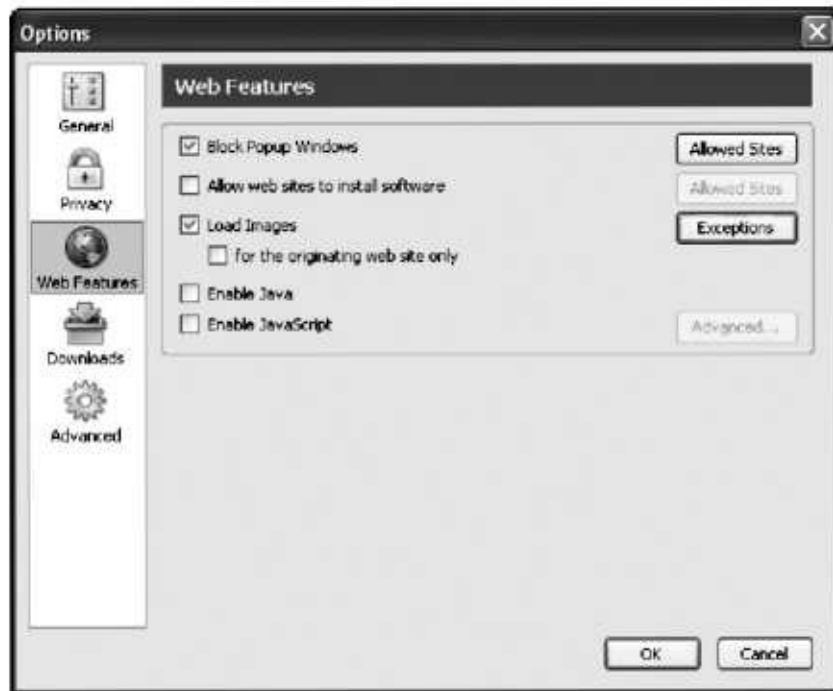 Options
General
Privacy
Web Features
Downloads
Advanced
Web Features
Block Popup Windows
Allowed Sites
Allow web sites to install software
Allowed Sites
Load Images
Exceptions
for the originating web site only
Enable Java
Enable JavaScript
Advanced...
OK
Cancel